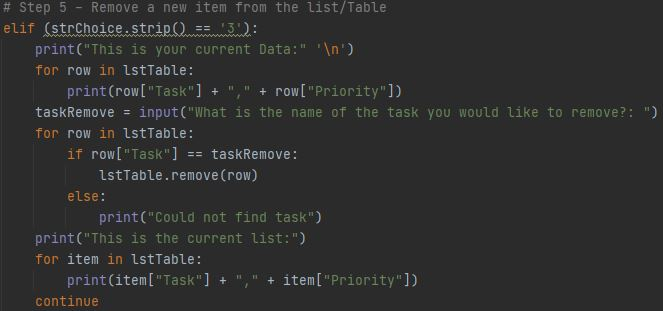 # Step 5 - Remove a new item from the list/Table
elif (strChoice.strip() == '3'):
    print("This is your current Data:" '\n')
    for row in lstTable:
        print(row["Task"] + "," + row["Priority"])
    taskRemove = input("What is the name of the task you would like to remove?: ")
    for row in lstTable:
        if row["Task"] == taskRemove:
            lstTable.remove(row)
        else:
            print("Could not find task")
    print("This is the current list:")
    for item in lstTable:
        print(item["Task"] + "," + item["Priority"])
    continue